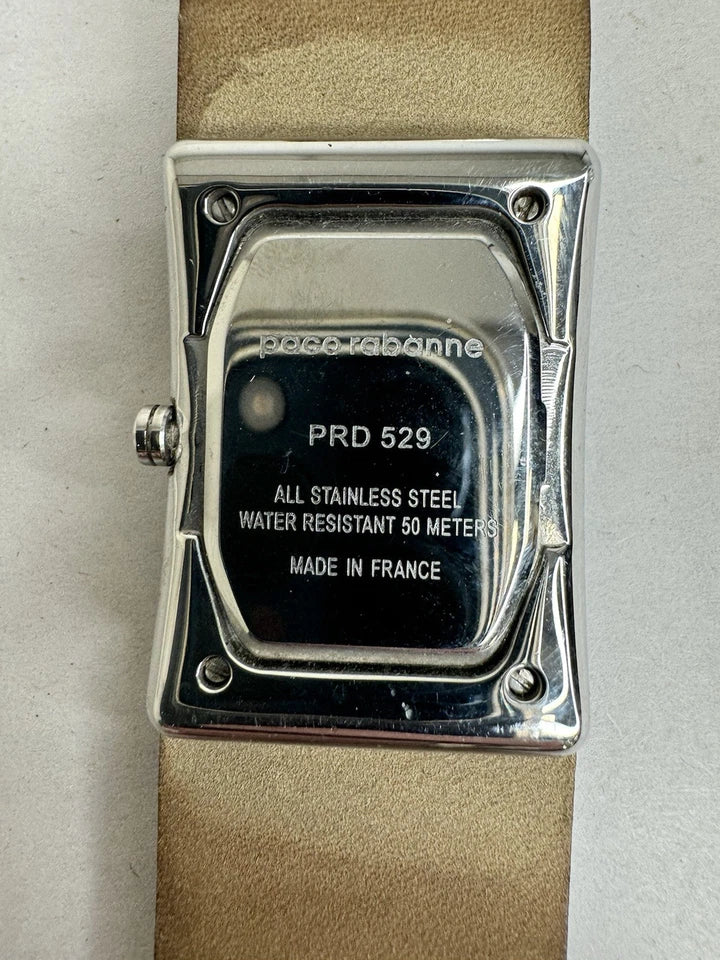 paco rabanne
PRD 529
ALL STAINLESS STEEL
WATER RESISTANT 50 METERS
MADE IN FRANCE